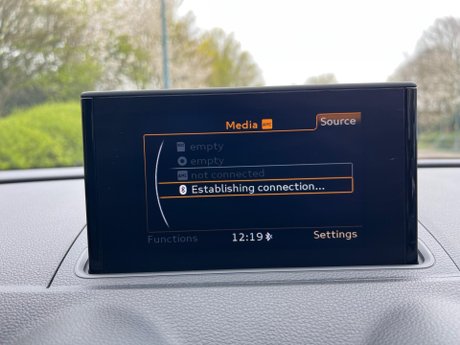 Media
Source
empty
empty
not connected
Establishing connection...
Functions
12:19
Settings